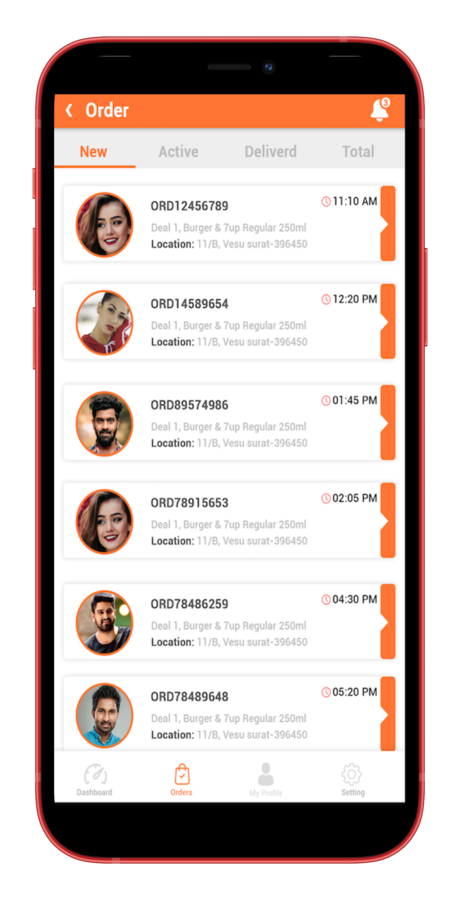 Order
3
New Active Deliverd Total
ORD12456789 11:10 AM
Deal 1, Burger & 7up Regular 250ml
Location: 11/B, Vesu surat-396450
ORD14589654 12:20 PM
Deal 1, Burger & 7up Regular 250ml
Location: 11/B, Vesu surat-396450
ORD89574986 01:45 PM
Deal 1, Burger & 7up Regular 250ml
Location: 11/B, Vesu surat-396450
ORD78915653 02:05 PM
Deal 1, Burger & 7up Regular 250ml
Location: 11/B, Vesu surat-396450
ORD78486259 04:30 PM
Deal 1, Burger & 7up Regular 250ml
Location: 11/B, Vesu surat-396450
ORD78489648 05:20 PM
Deal 1, Burger & 7up Regular 250ml
Location: 11/B, Vesu surat-396450
Dashboard Orders My Profile Setting